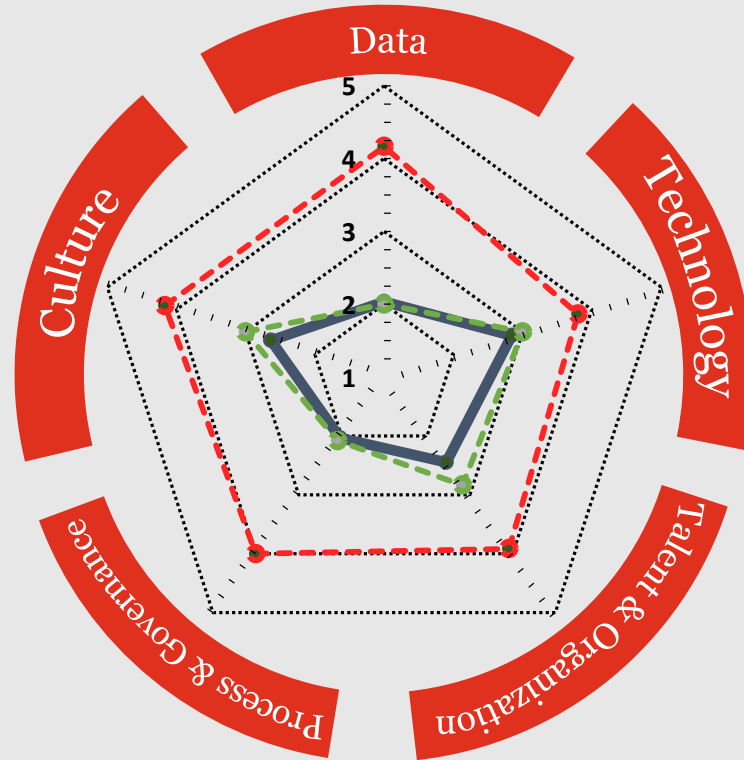 Data
Technology
Talent & Organization
Process & Governance
Culture
5
4
3
2
1